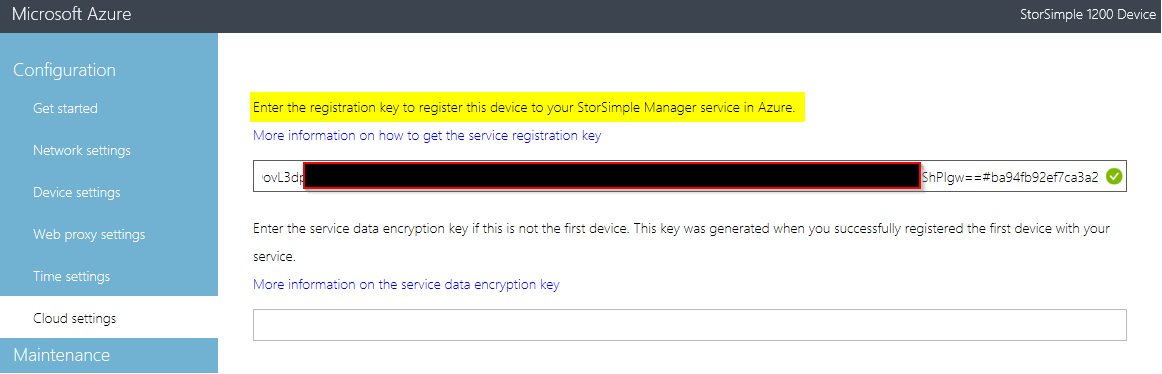 Microsoft Azure
StorSimple 1200 Device
Configuration
Get started
Network settings
Device settings
Web proxy settings
Time settings
Cloud settings
Maintenance
Enter the registration key to register this device to your StorSimple Manager service in Azure.
More information on how to get the service registration key
ovL3dp ShPIgw==#ba94fb92ef7ca3a2
Enter the service data encryption key if this is not the first device. This key was generated when you successfully registered the first device with your
service.
More information on the service data encryption key